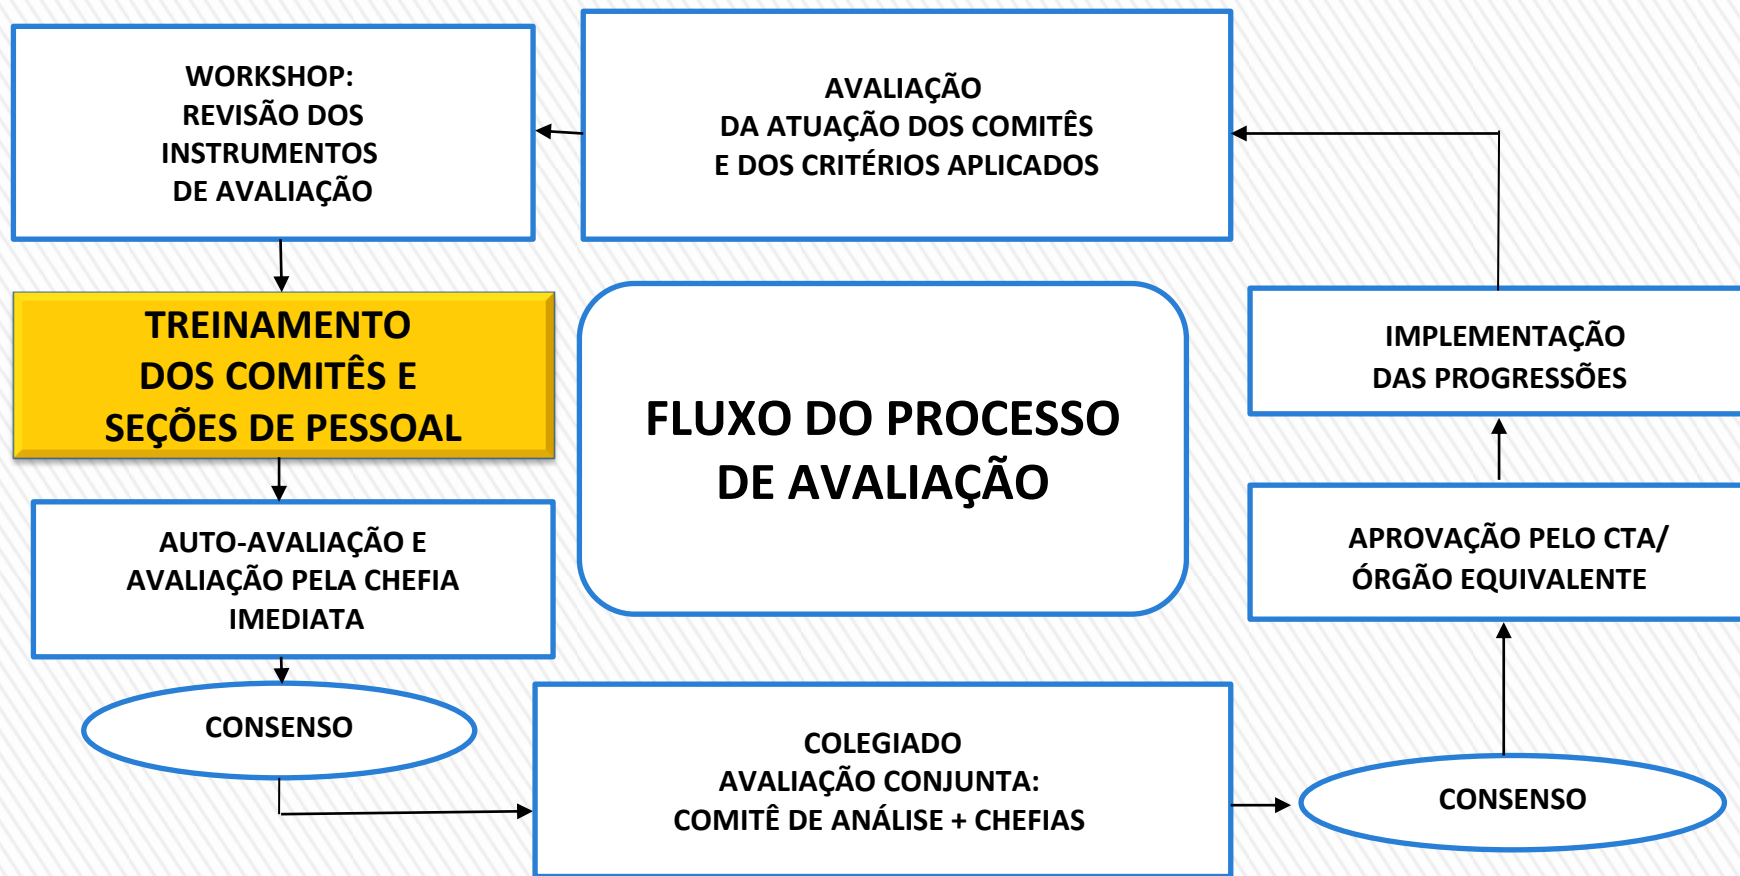 WORKSHOP:
REVISÃO DOS
INSTRUMENTOS
DE AVALIAÇÃO
AVALIAÇÃO
DA ATUAÇÃO DOS COMITÊS
E DOS CRITÉRIOS APLICADOS
TREINAMENTO
DOS COMITÊS E
SEÇÕES DE PESSOAL
FLUXO DO PROCESSO
DE AVALIAÇÃO
IMPLEMENTAÇÃO
DAS PROGRESSÕES
AUTO-AVALIAÇÃO E
AVALIAÇÃO PELA CHEFIA
IMEDIATA
APROVAÇÃO PELO CTA/
ÓRGÃO EQUIVALENTE
CONSENSO
COLEGIADO
AVALIAÇÃO CONJUNTA:
COMITÊ DE ANÁLISE + CHEFIAS
CONSENSO